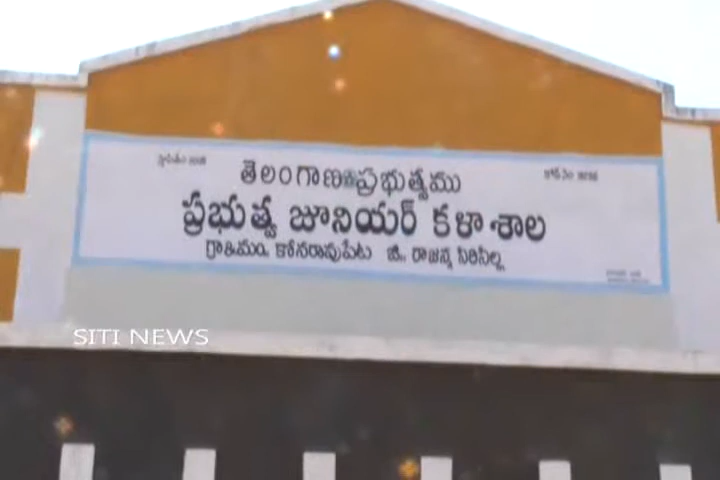 తెలంగాణ ప్రభుత్వము
ప్రభుత్వ జూనియర్ కళాశాల
గ్రా&మం. కోనరావుపేట జి.. రాజన్న సిరిసిల్ల
SITI NEWS